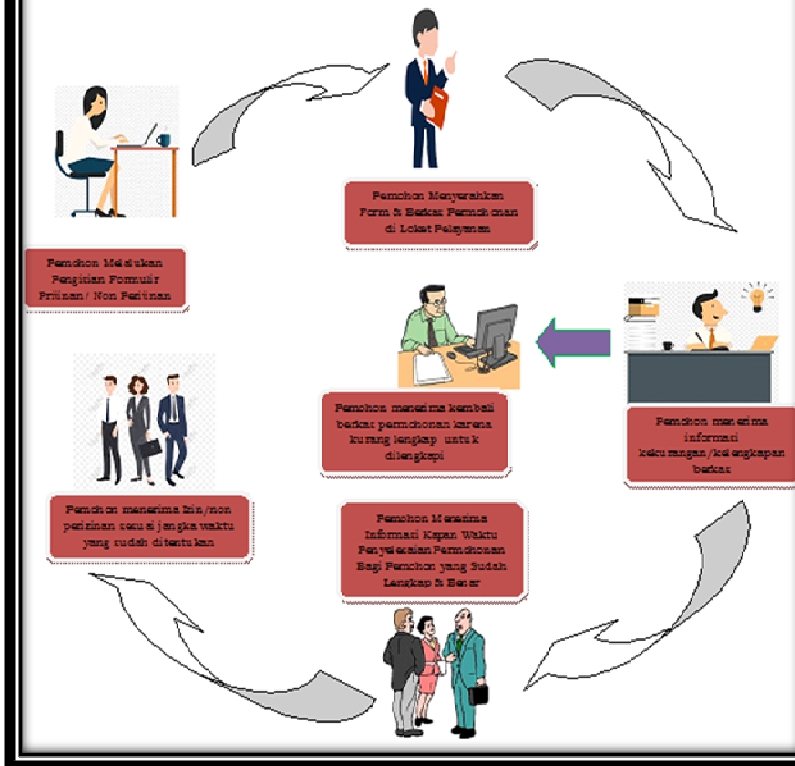 Pemohon Menyerahkan
Form & Berkas Permohonan
di Loket Pelayanan
Pemohon Melalukan
Pengisian Formulir
Priinan/ Non Perizinan
Pemohon menerima kembali
berkas permohonan karena
kurang lengkap untuk
dilengkapi
Pemohon menerima
informasi
kekurangan/kelengkapan
berkas
Pemohon menerima Izin/non
perizinan sesuai jangka waktu
yang sudah ditentukan
Pemohon Menerima
Informasi Kapan Waktu
Penyelesaian Permohonan
Bagi Pemohon yang Sudah
Lengkap & Benar